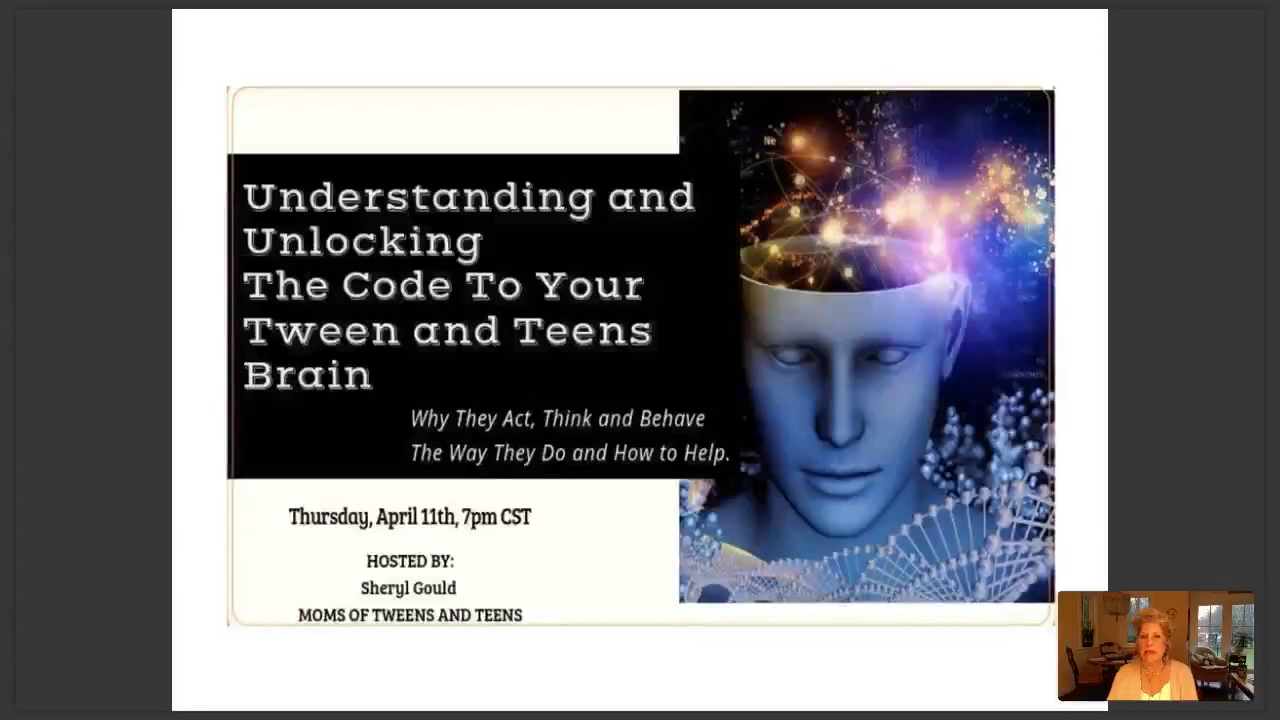 Understanding and
Unlocking
The Code To Your
Tween and Teens
Brain
Why They Act, Think and Behave
The Way They Do and How to Help.
Thursday, April 11th, 7pm CST
HOSTED BY:
Sheryl Gould
MOMS OF TWEENS AND TEENS
Ne